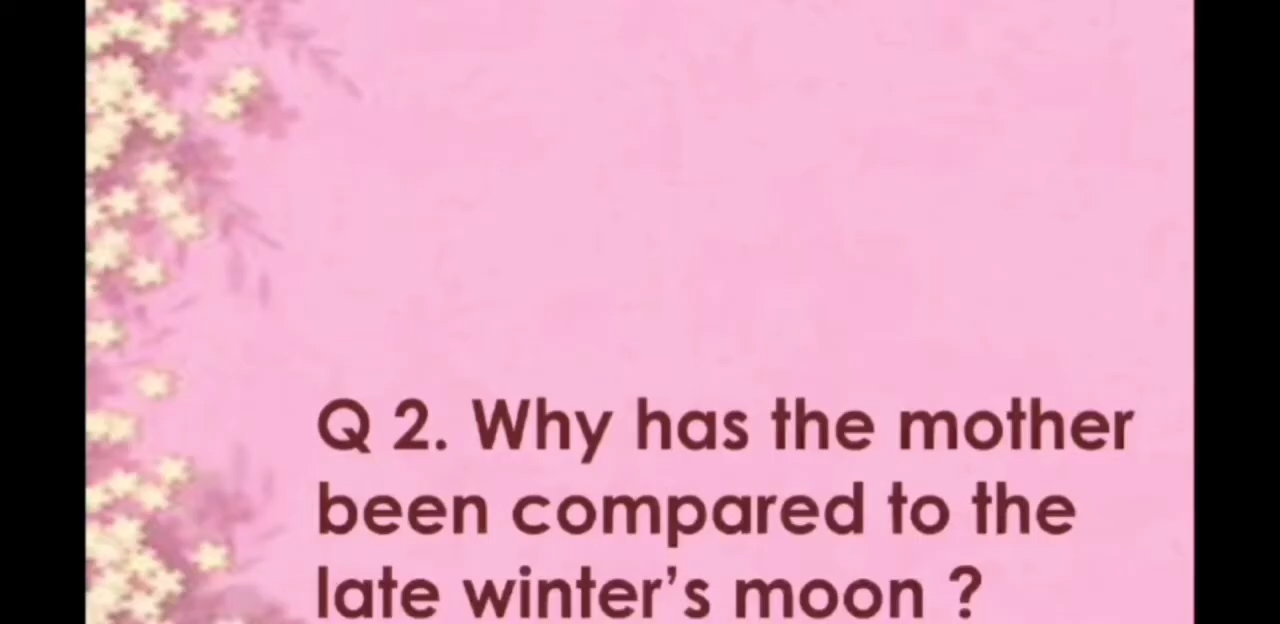 Q 2. Why has the mother
been compared to the
late winter’s moon ?